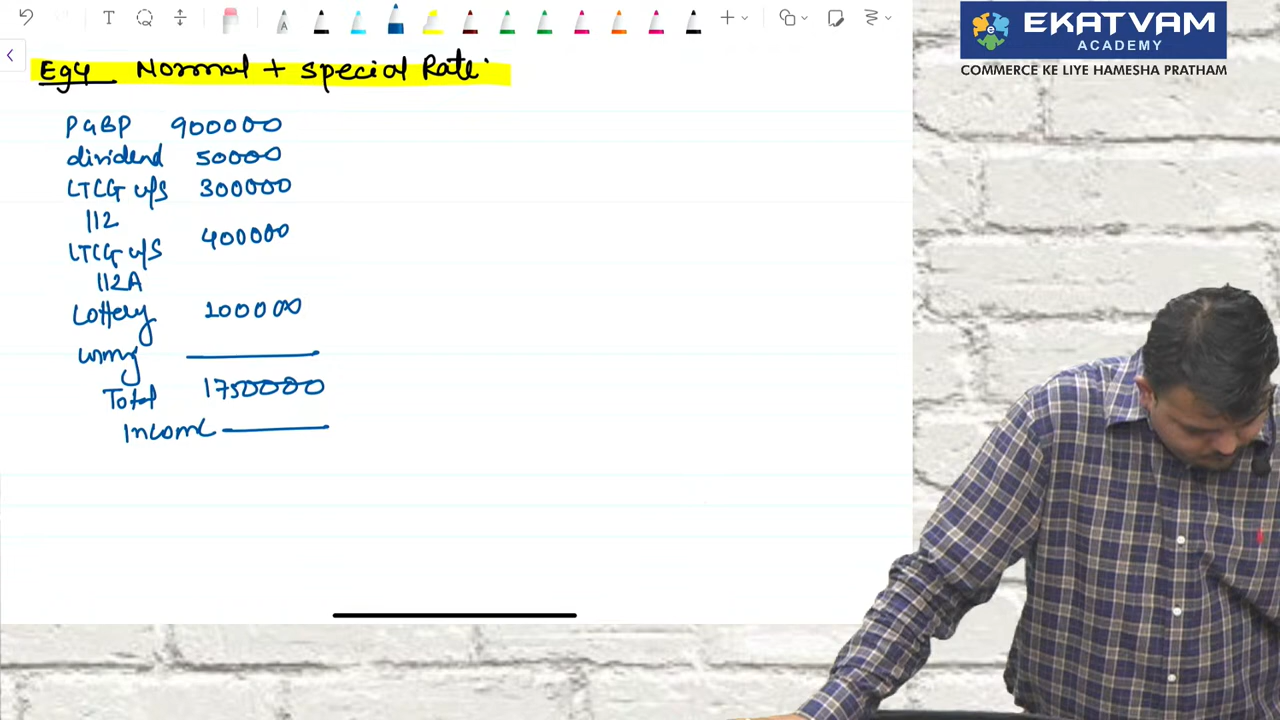 EKATVAM
ACADEMY
COMMERCE KE LIYE HAMESHA PRATHAM
Eg4 Normal + Special Rate
PGBP 900000
dividend 50000
LTCG u/s 300000
112
LTCG u/s 400000
112A
Lottery 100000
winning
Total 1750000
Income